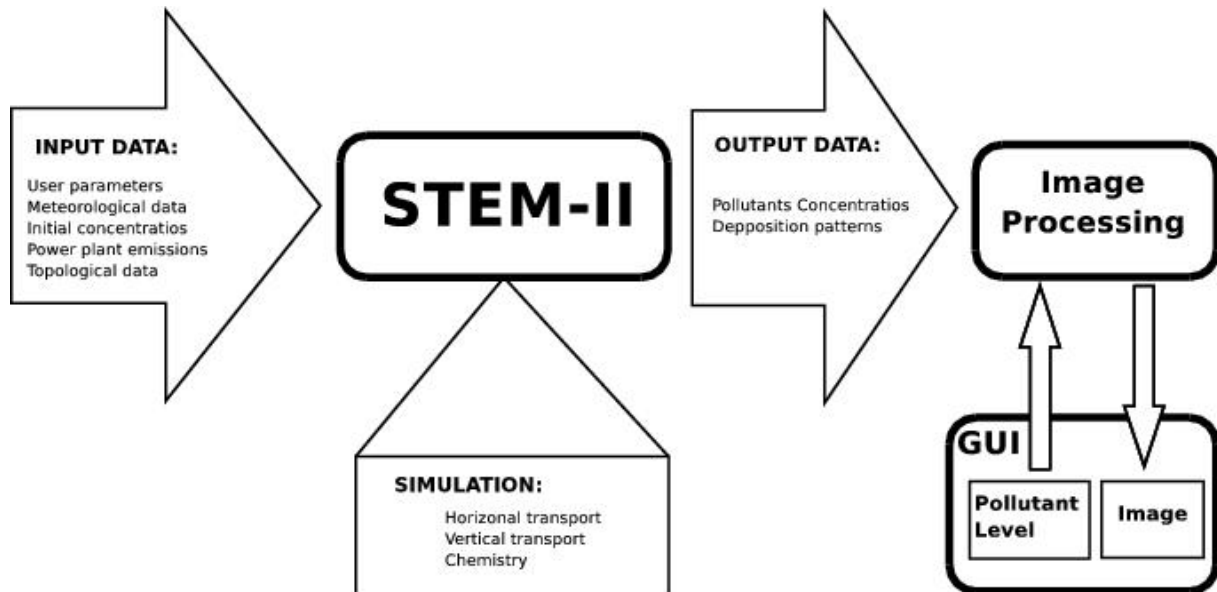 INPUT DATA:
User parameters
Meteorological data
Initial concentratios
Power plant emissions
Topological data
STEM-II
SIMULATION:
Horizonal transport
Vertical transport
Chemistry
OUTPUT DATA:
Pollutants Concentratios
Depposition patterns
Image
Processing
GUI
Pollutant
Level
Image